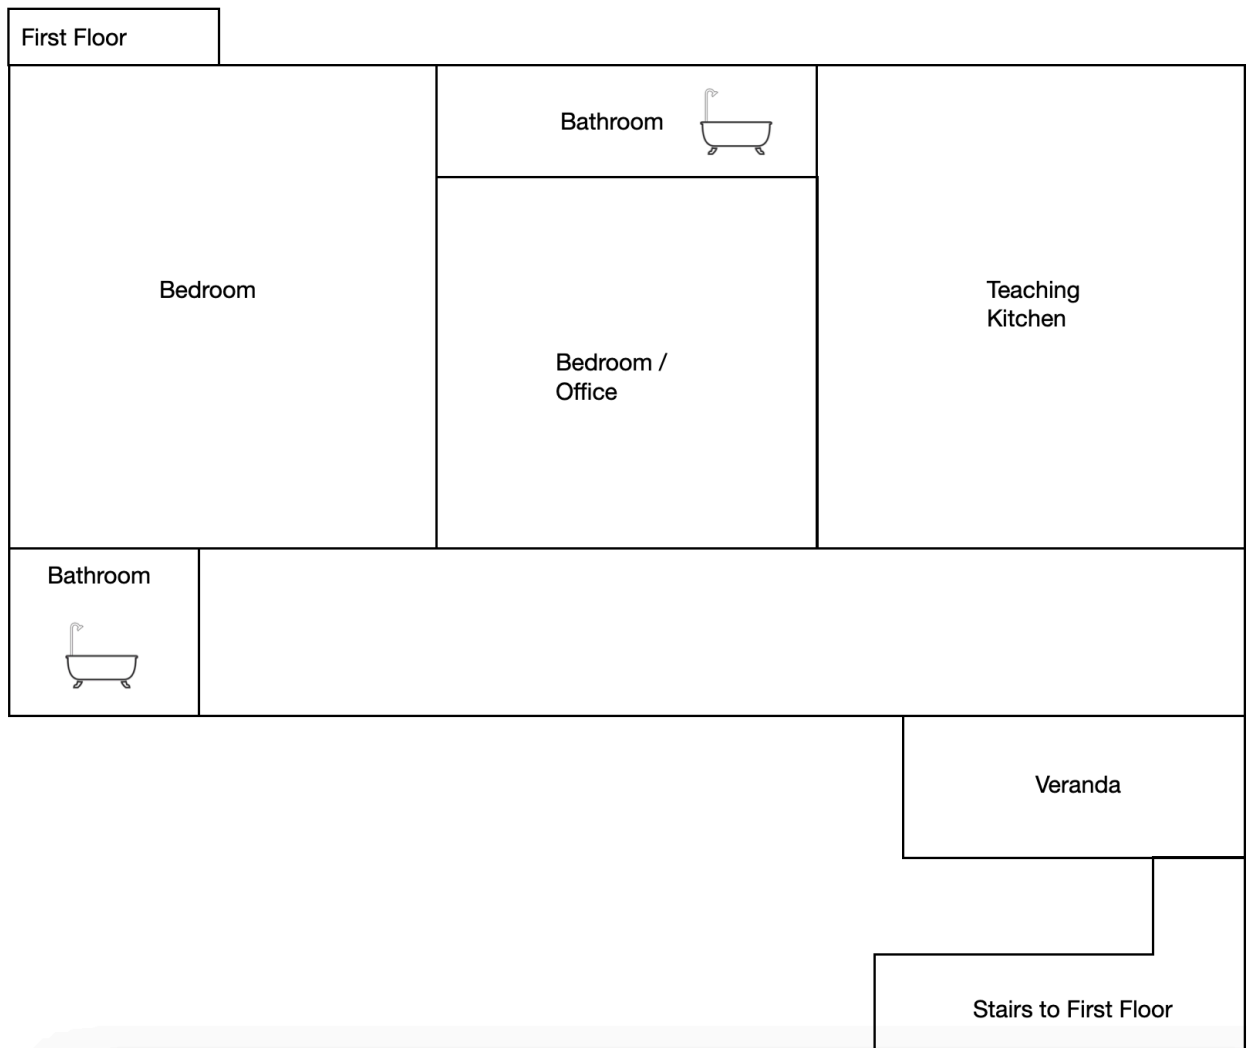 First Floor
Bathroom
Bedroom
Teaching
Kitchen
Bedroom /
Office
Bathroom
Veranda
Stairs to First Floor